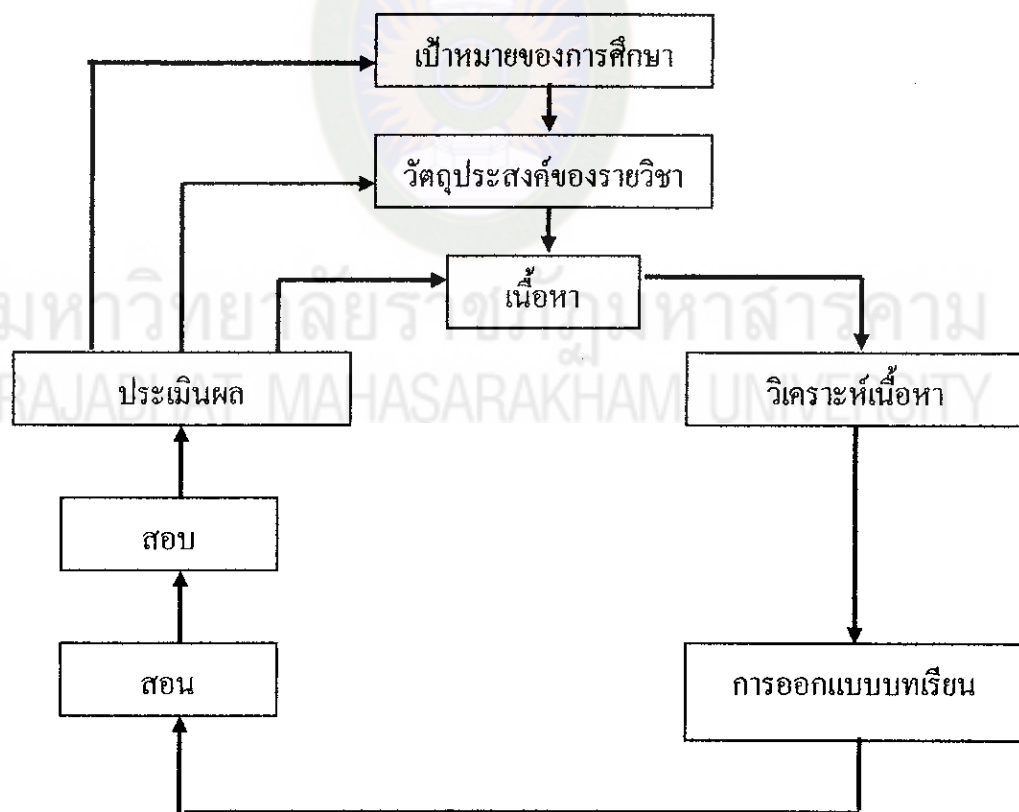 เป้าหมายของการศึกษา
วัตถุประสงค์ของรายวิชา
เนื้อหา
มหาวิทยาลัยราชภัฏมหาสารคาม
ประเมินผล
วิเคราะห์เนื้อหา
RAJABHAT MAHASARAKHAM UNIVERSITY
สอบ
สอน
การออกแบบบทเรียน